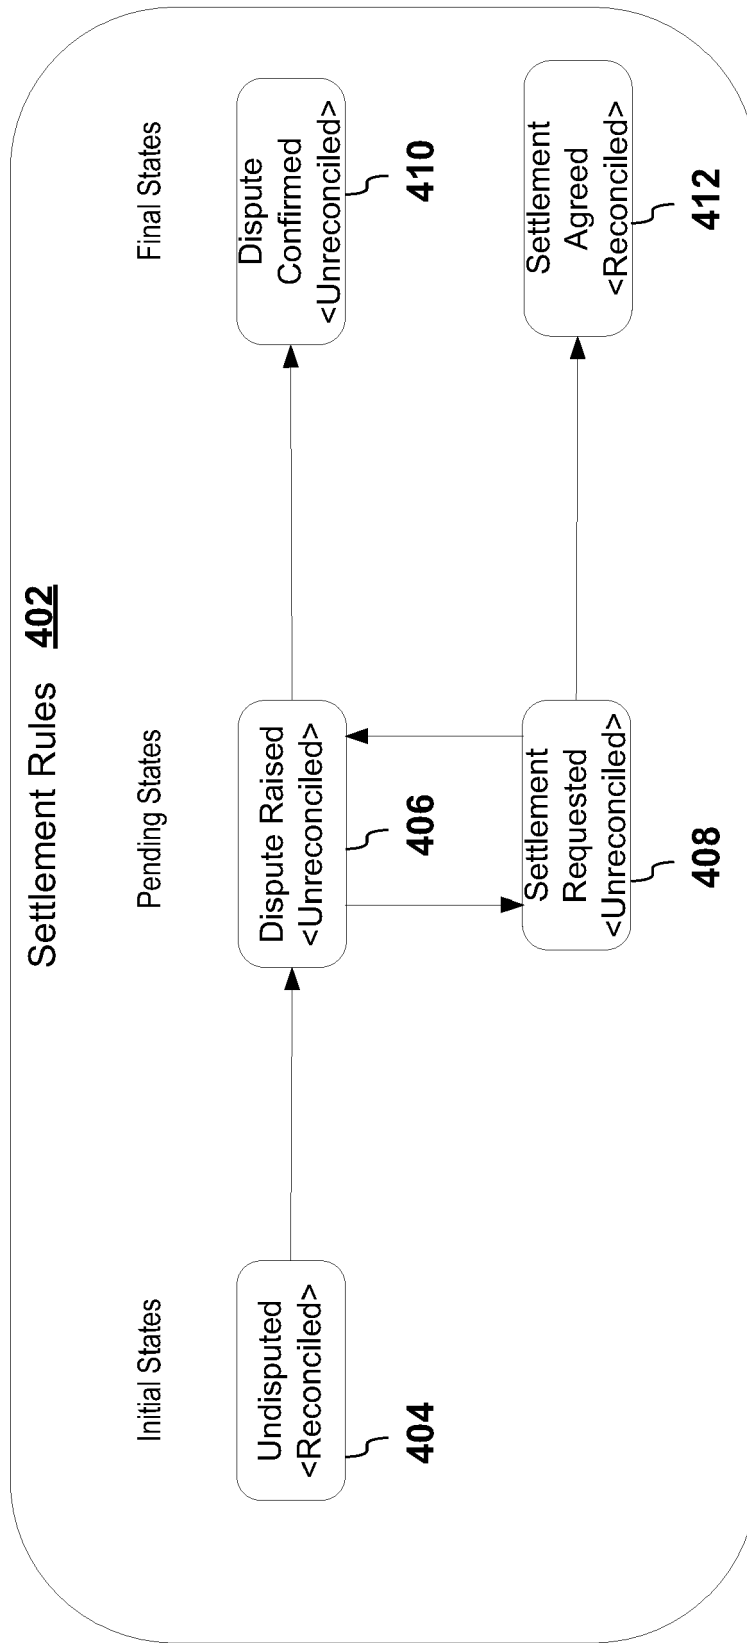 Settlement Rules 402
Initial States
Pending States
Final States
Undisputed
<Reconciled>
404
Dispute Raised
<Unreconciled>
406
Dispute
Confirmed
<Unreconciled>
410
Settlement
Requested
<Unreconciled>
408
Settlement
Agreed
<Reconciled>
412